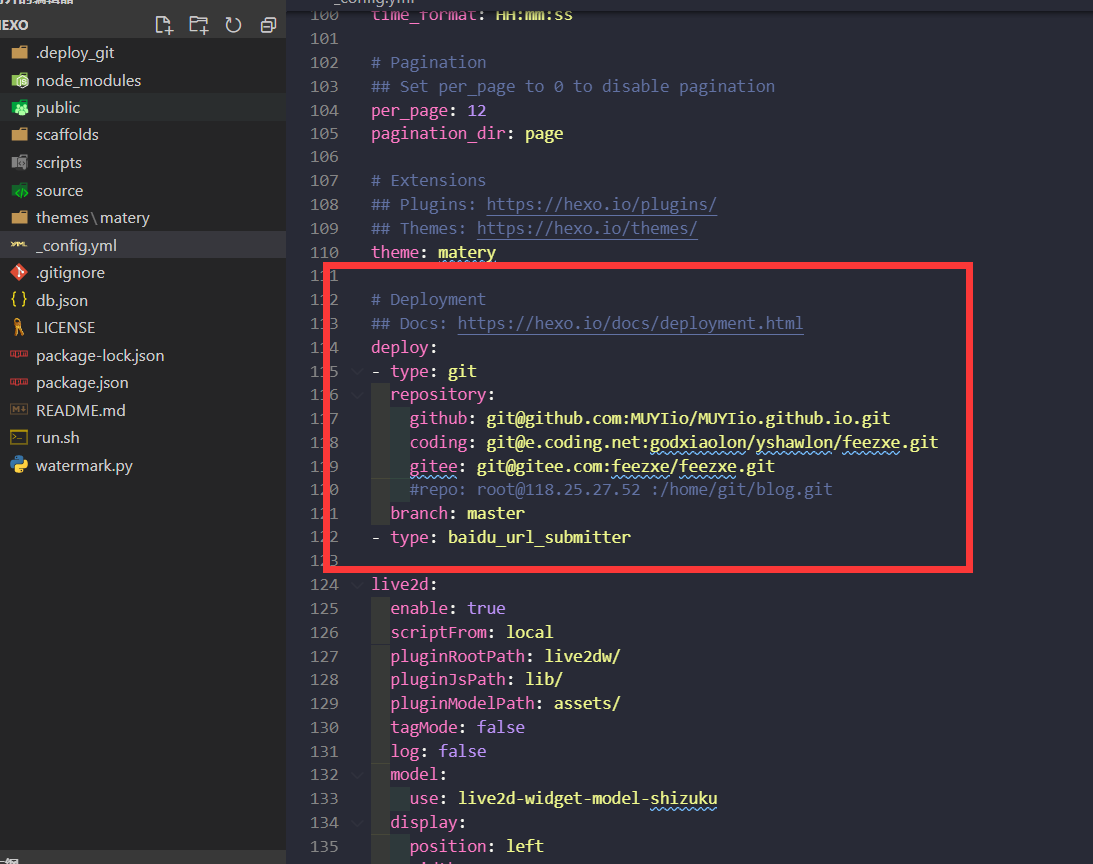 HEXO
.deploy_git
node_modules
public
scaffolds
scripts
source
themes\matery
_config.yml
.gitignore
db.json
LICENSE
package-lock.json
package.json
README.md
run.sh
watermark.py
_config.yml
100 time_format: HH:mm:ss
101
102 # Pagination
103 ## Set per_page to 0 to disable pagination
104 per_page: 12
105 pagination_dir: page
106
107 # Extensions
108 ## Plugins: https://hexo.io/plugins/
109 ## Themes: https://hexo.io/themes/
110 theme: matery
111
112 # Deployment
113 ## Docs: https://hexo.io/docs/deployment.html
114 deploy:
115 - type: git
116 repository:
117 github: git@github.com:MUYIio/MUYIio.github.io.git
118 coding: git@e.coding.net:godxiaolon/yshawlon/feezxe.git
119 gitee: git@gitee.com:feezxe/feezxe.git
120 #repo: root@118.25.27.52 :/home/git/blog.git
121 branch: master
122 - type: baidu_url_submitter
123
124 live2d:
125 enable: true
126 scriptFrom: local
127 pluginRootPath: live2dw/
128 pluginJsPath: lib/
129 pluginModelPath: assets/
130 tagMode: false
131 log: false
132 model:
133 use: live2d-widget-model-shizuku
134 display:
135 position: left